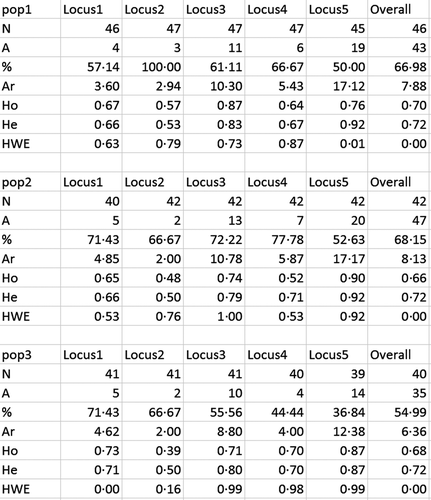 pop1 Locus1 Locus2 Locus3 Locus4 Locus5 Overall
N 46 47 47 47 45 46
A 4 3 11 6 19 43
% 57·14 100·00 61·11 66·67 50·00 66·98
Ar 3·60 2·94 10·30 5·43 17·12 7·88
Ho 0·67 0·57 0·87 0·64 0·76 0·70
He 0·66 0·53 0·83 0·67 0·92 0·72
HWE 0·63 0·79 0·73 0·87 0·01 0·00
pop2 Locus1 Locus2 Locus3 Locus4 Locus5 Overall
N 40 42 42 42 42 42
A 5 2 13 7 20 47
% 71·43 66·67 72·22 77·78 52·63 68·15
Ar 4·85 2·00 10·78 5·87 17·17 8·13
Ho 0·65 0·48 0·74 0·52 0·90 0·66
He 0·66 0·50 0·79 0·71 0·92 0·72
HWE 0·53 0·76 1·00 0·53 0·92 0·00
pop3 Locus1 Locus2 Locus3 Locus4 Locus5 Overall
N 41 41 41 40 39 40
A 5 2 10 4 14 35
% 71·43 66·67 55·56 44·44 36·84 54·99
Ar 4·62 2·00 8·80 4·00 12·38 6·36
Ho 0·73 0·39 0·71 0·70 0·87 0·68
He 0·71 0·50 0·80 0·70 0·87 0·72
HWE 0·00 0·16 0·99 0·98 0·99 0·00